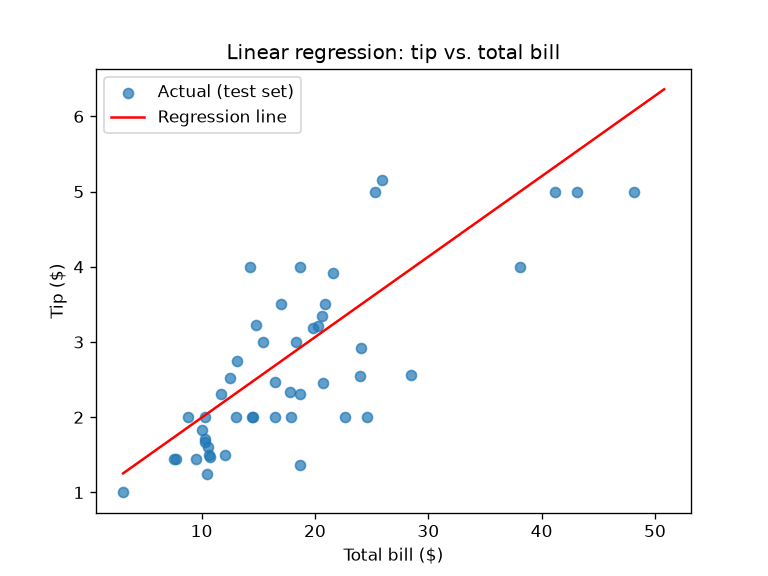 Linear regression: tip vs. total bill
Actual (test set)
Regression line
6
5
4
3
2
1
Tip ($)
10 20 30 40 50
Total bill ($)